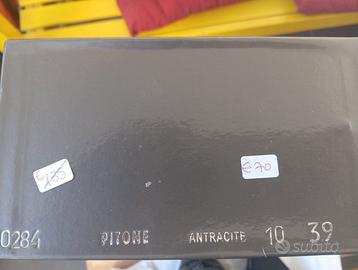 € 135
€70
0284 PITONE ANTRACITE 10 39
subito